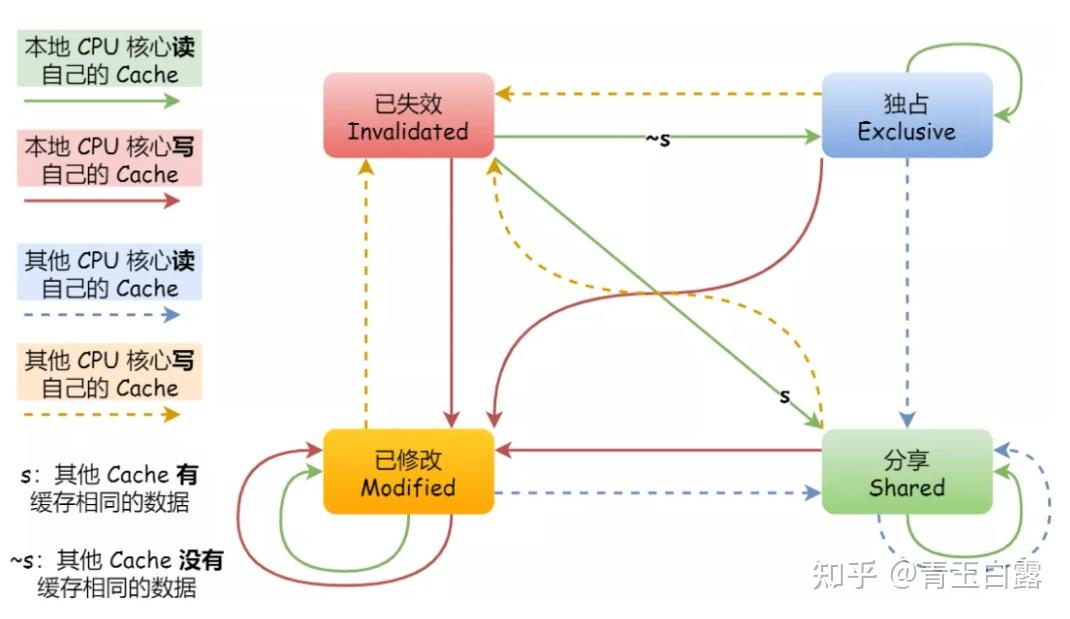 本地 CPU 核心读
自己的 Cache
本地 CPU 核心写
自己的 Cache
其他 CPU 核心读
自己的 Cache
其他 CPU 核心写
自己的 Cache
s：其他 Cache 有
缓存相同的数据
~s：其他 Cache 没有
缓存相同的数据
已失效
Invalidated
~s
独占
Exclusive
s
已修改
Modified
分享
Shared
知乎 @青玉白露